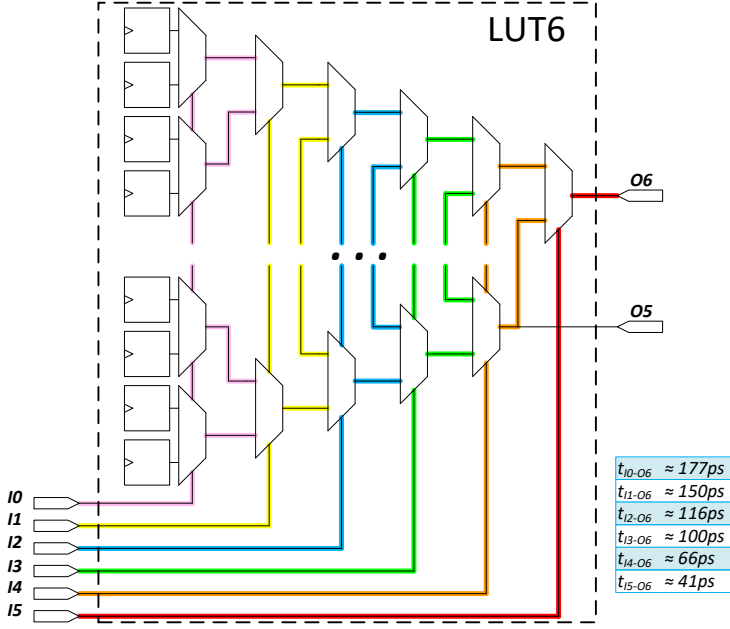 LUT6
O6
. . .
O5
I0
I1
I2
I3
I4
I5
tI0-O6 ≈ 177ps
tI1-O6 ≈ 150ps
tI2-O6 ≈ 116ps
tI3-O6 ≈ 100ps
tI4-O6 ≈ 66ps
tI5-O6 ≈ 41ps